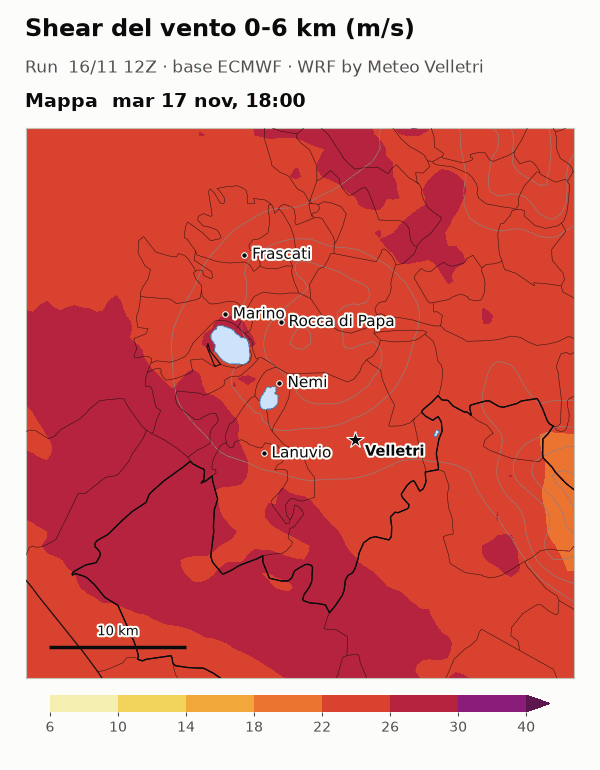 Shear del vento 0-6 km (m/s)
Run  16/11 12Z · base ECMWF · WRF by Meteo Velletri
Mappa  mar 17 nov, 18:00
Frascati
Marino
Rocca di Papa
Nemi
Velletri
Lanuvio
10 km
6 10 14 18 22 26 30 40